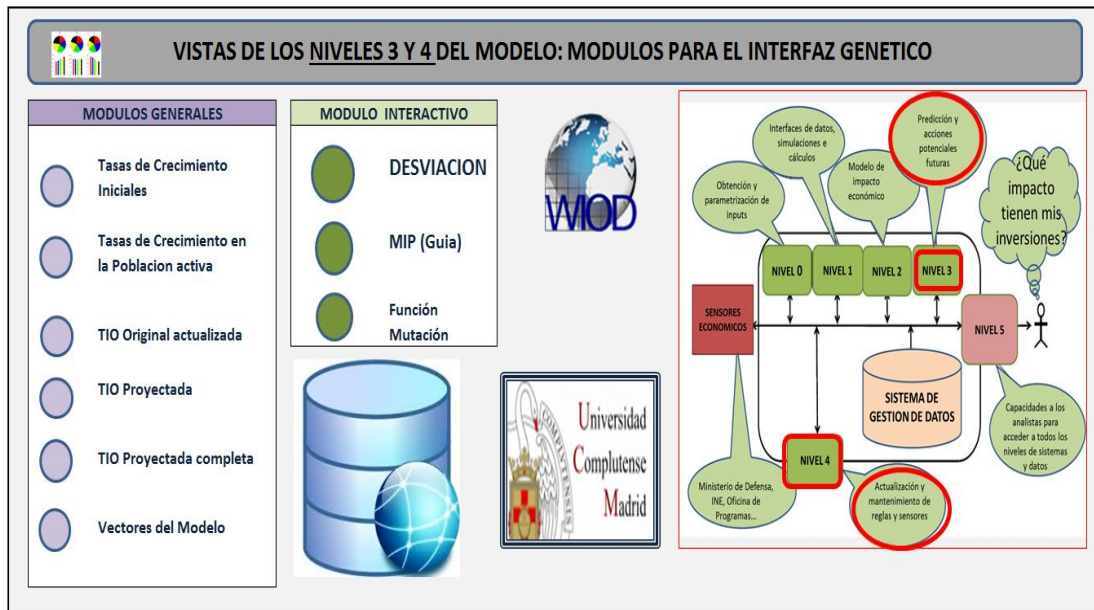 VISTAS DE LOS NIVELES 3 Y 4 DEL MODELO: MODULOS PARA EL INTERFAZ GENETICO
MODULOS GENERALES
Tasas de Crecimiento
Iniciales
Tasas de Crecimiento en
la Poblacion activa
TIO Original actualizada
TIO Proyectada
TIO Proyectada completa
Vectores del Modelo
MODULO INTERACTIVO
DESVIACION
MIP (Guia)
Función
Mutación
WIOD
Universidad
Complutense
Madrid
Obtención y
parametrización de
inputs
Interfaces de datos,
simulaciones e
cálculos
Modelo de
impacto
económico
Predicción y
acciones
potenciales
futuras
¿Qué
impacto
tienen mis
inversiones?
NIVEL 0
NIVEL 1
NIVEL 2
NIVEL 3
SENSORES
ECONOMICOS
NIVEL 5
SISTEMA DE
GESTION DE DATOS
NIVEL 4
Ministerio de Defensa,
INE, Oficina de
Programas...
Actualización y
mantenimiento de
reglas y sensores
Capacidades a los
analistas para
acceder a todos los
niveles de sistemas y
datos